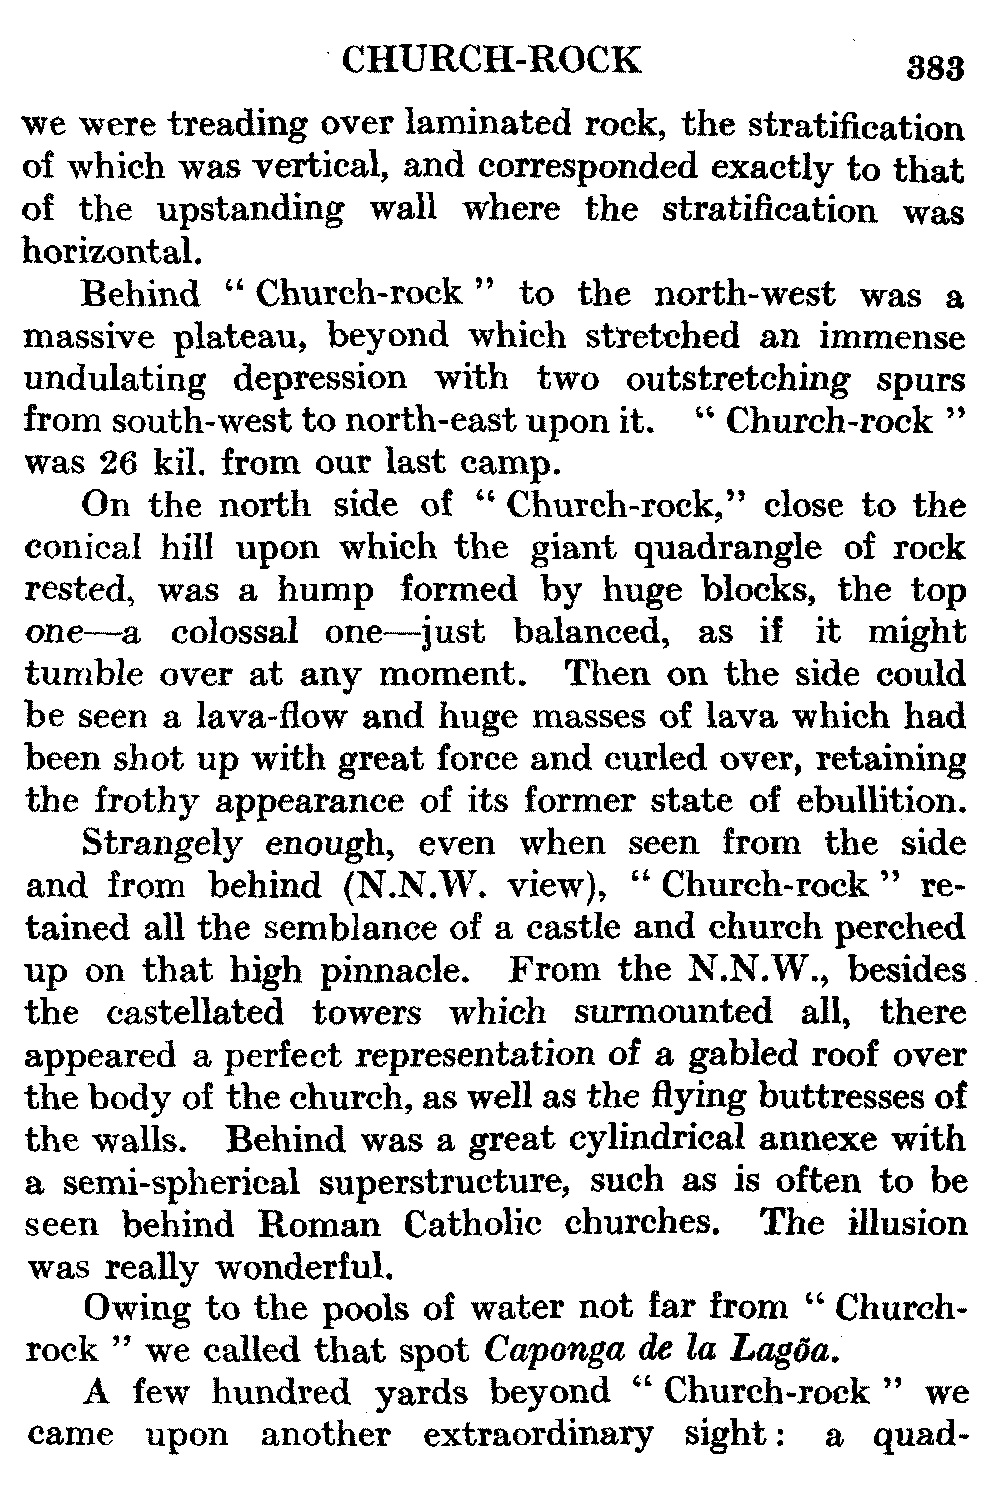 CHURCH-ROCK 383
we were treading over laminated rock, the stratification
of which was vertical, and corresponded exactly to that
of the upstanding wall where the stratification was
horizontal.
Behind “ Church-rock ” to the north-west was a
massive plateau, beyond which stretched an immense
undulating depression with two outstretching spurs
from south-west to north-east upon it. “ Church-rock ”
was 26 kil. from our last camp.
On the north side of “ Church-rock,” close to the
conical hill upon which the giant quadrangle of rock
rested, was a hump formed by huge blocks, the top
one—a colossal one—just balanced, as if it might
tumble over at any moment. Then on the side could
be seen a lava-flow and huge masses of lava which had
been shot up with great force and curled over, retaining
the frothy appearance of its former state of ebullition.
Strangely enough, even when seen from the side
and from behind (N.N.W. view), “ Church-rock ” re-
tained all the semblance of a castle and church perched
up on that high pinnacle. From the N.N.W., besides
the castellated towers which surmounted all, there
appeared a perfect representation of a gabled roof over
the body of the church, as well as the flying buttresses of
the walls. Behind was a great cylindrical annexe with
a semi-spherical superstructure, such as is often to be
seen behind Roman Catholic churches. The illusion
was really wonderful.
Owing to the pools of water not far from “ Church-
rock ” we called that spot Caponga de la Lagõa.
A few hundred yards beyond “ Church-rock ” we
came upon another extraordinary sight: a quad-